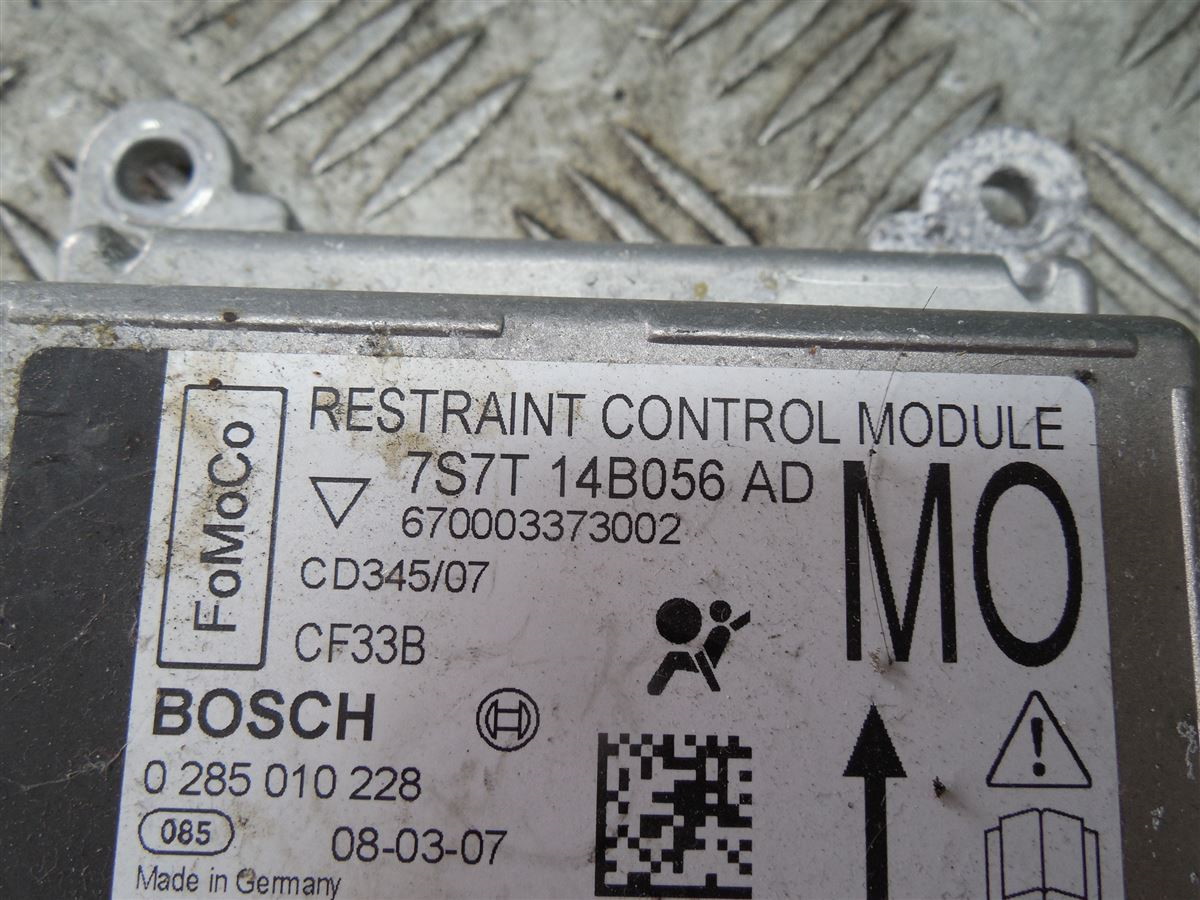 RESTRAINT CONTROL MODULE
FoMoCo
7S7T 14B056 AD
670003373002
MO
CD345/07
CF33B
BOSCH
0 285 010 228
085
08-03-07
Made in Germany